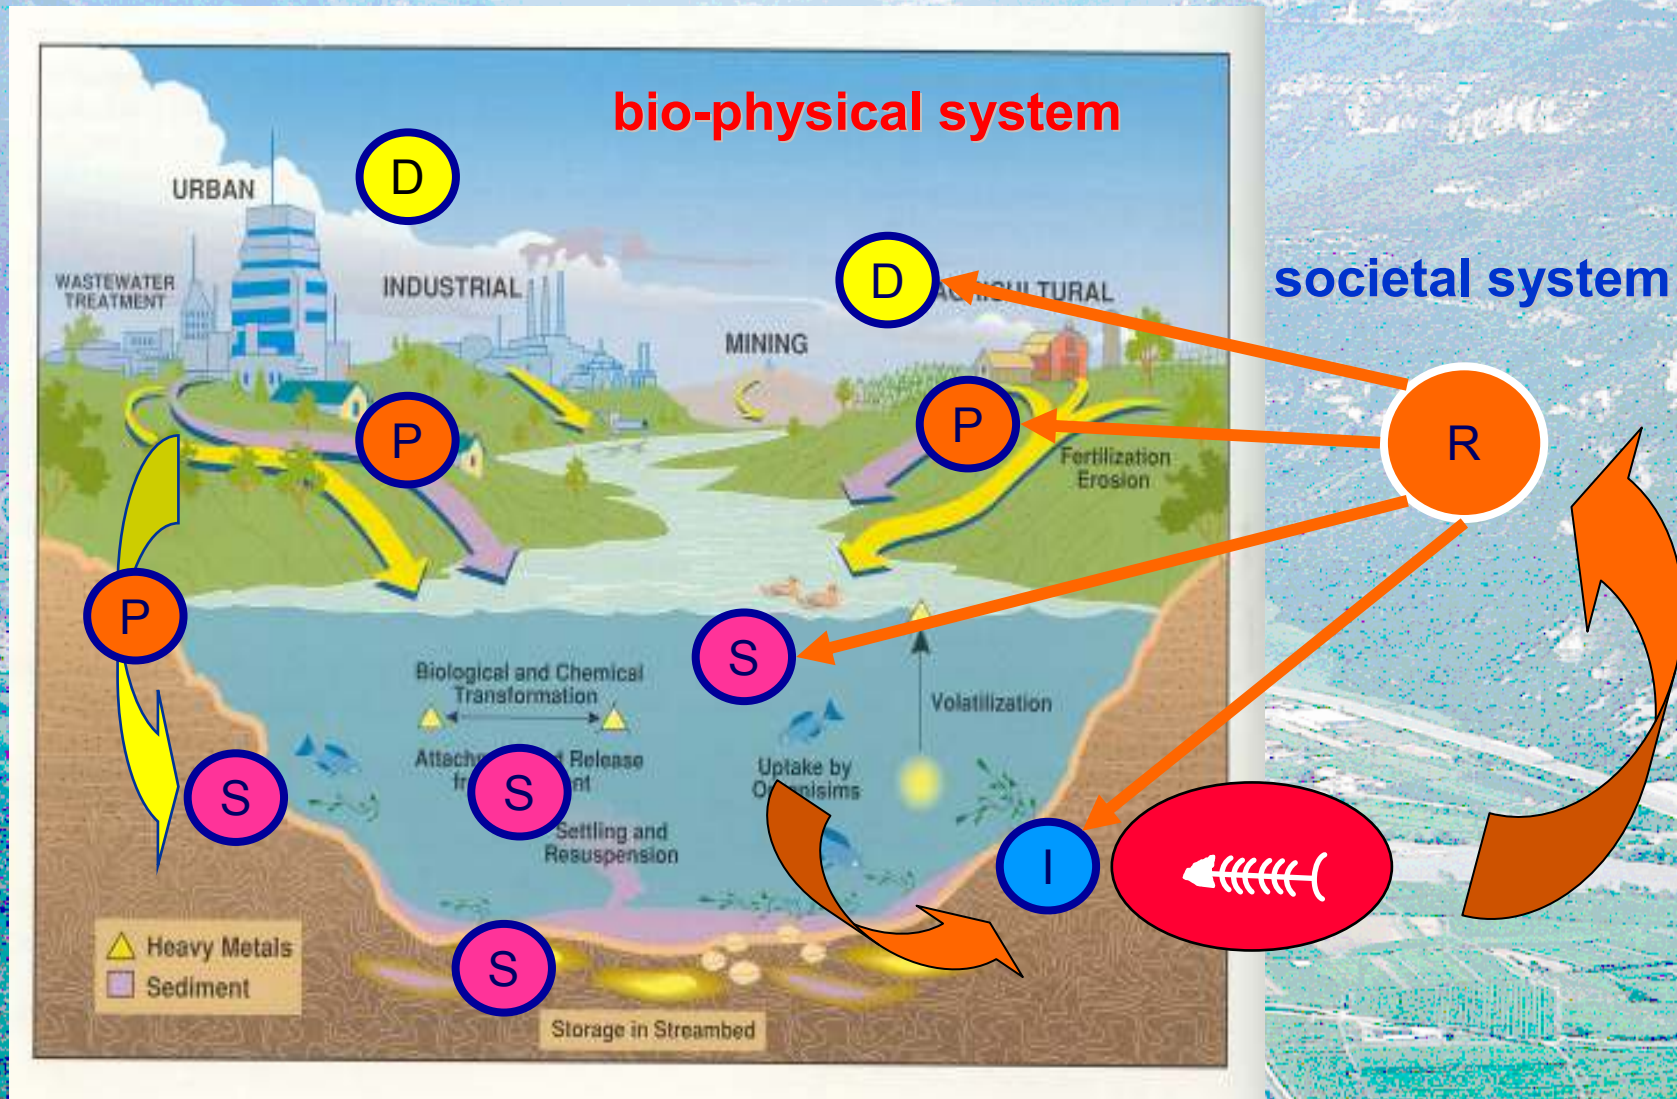 bio-physical system
D
URBAN
D
societal system
WASTEWATER
TREATMENT
INDUSTRIAL
MINING
P
P
R
Fertilization
Erosion
P
S
Biological and Chemical
Transformation
Volatilization
S
S
Release
Uptake by
Settling and
Resuspension
I
Heavy Metals
Sediment
S
Storage in Streambed